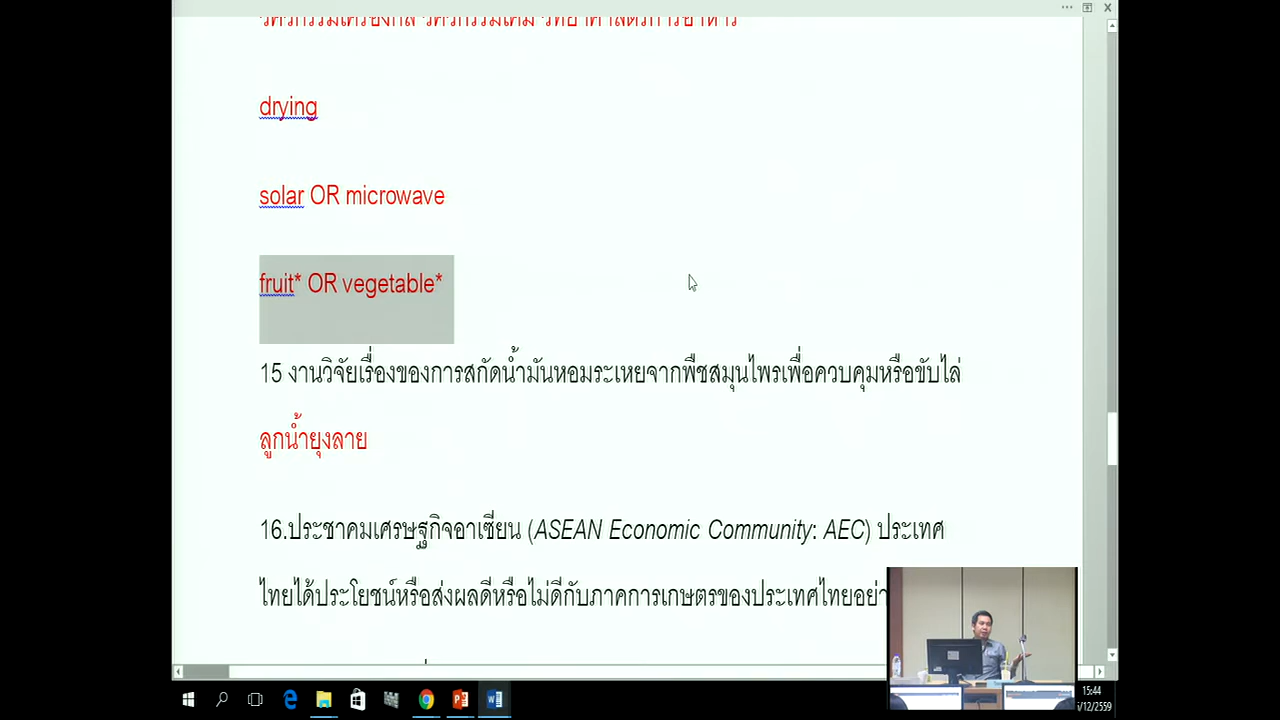 drying
solar OR microwave
fruit* OR vegetable*
15 งานวิจัยเรื่องของการสกัดน้ำมันหอมระเหยจากพืชสมุนไพรเพื่อควบคุมหรือขับไล่
ลูกน้ำยุงลาย
16.ประชาคมเศรษฐกิจอาเซี่ยน (ASEAN Economic Community: AEC) ประเทศ
ไทยได้ประโยชน์หรือส่งผลดีหรือไม่ดีกับภาคการเกษตรของประเทศไทยอย่า
15:44
/12/2559